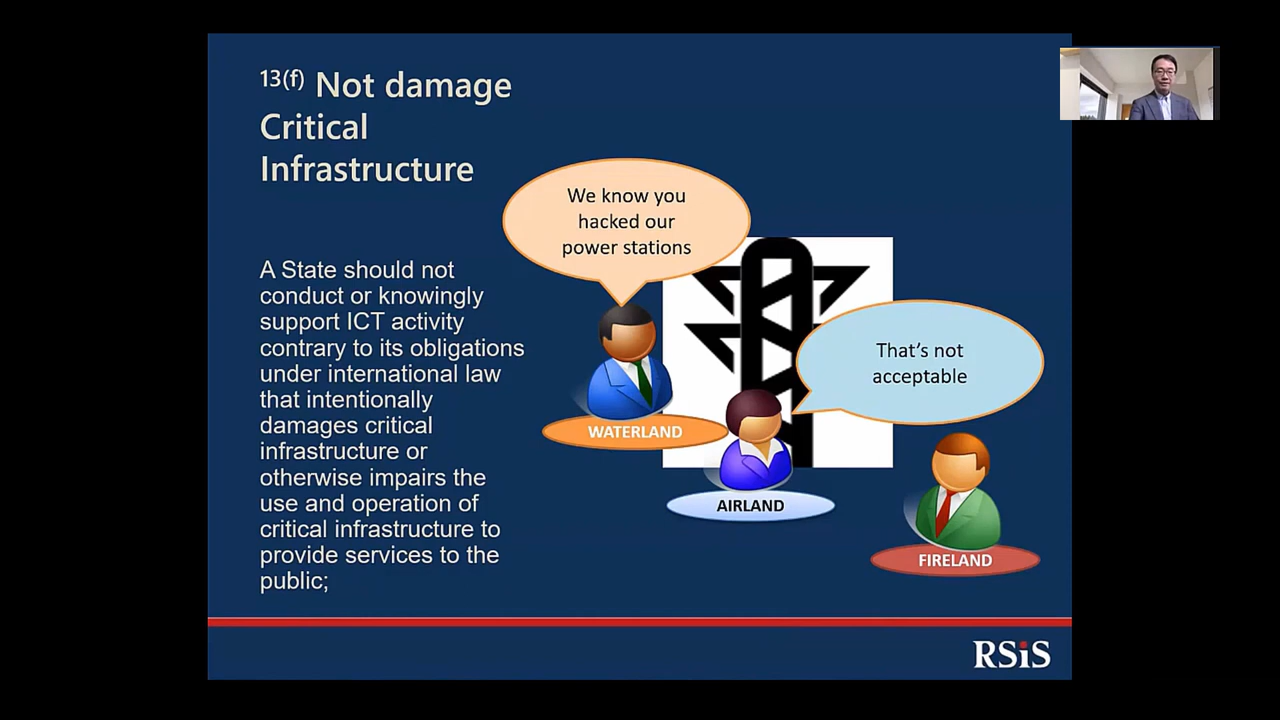 13(f) Not damage
Critical
Infrastructure
We know you
hacked our
power stations
A State should not
conduct or knowingly
support ICT activity
contrary to its obligations
under international law
that intentionally
damages critical
infrastructure or
otherwise impairs the
use and operation of
critical infrastructure to
provide services to the
public;
That's not
acceptable
WATERLAND
AIRLAND
FIRELAND
RSiS